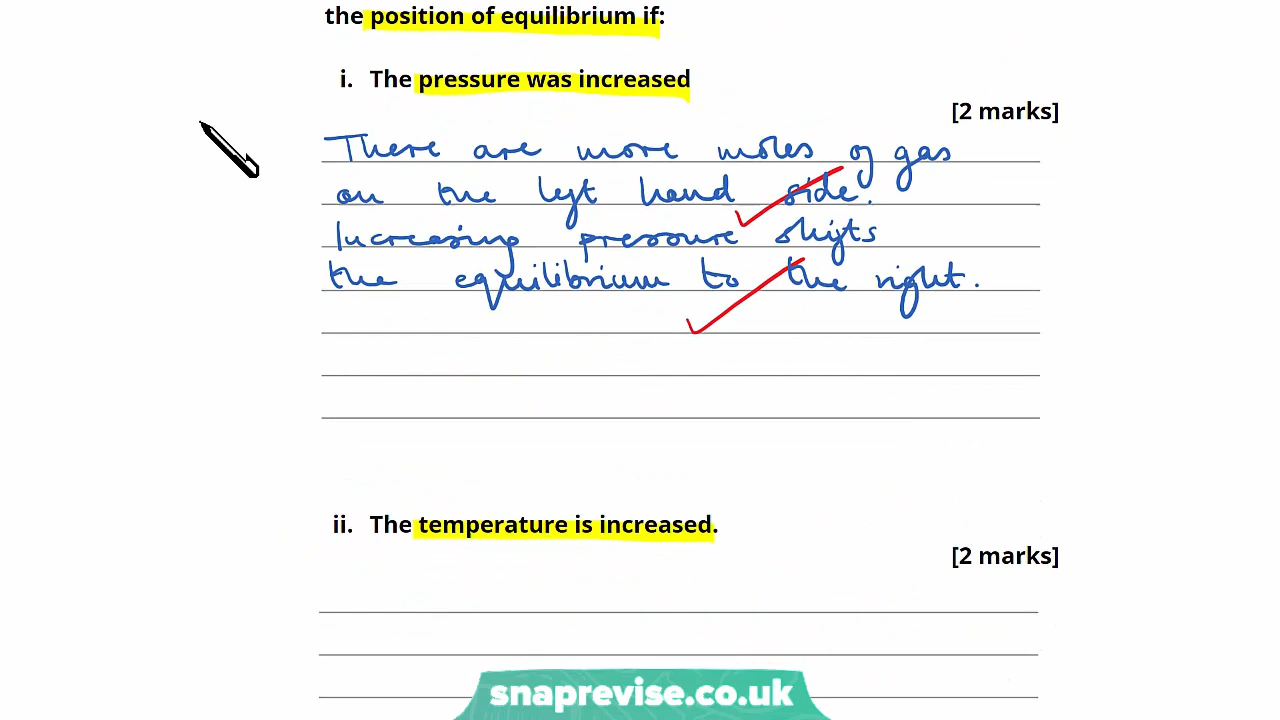 the position of equilibrium if:
i. The pressure was increased
[2 marks]
There are more moles of gas
on the left hand side.
Increasing pressure shifts
the equilibrium to the right.
ii. The temperature is increased.
[2 marks]
snaprevise.co.uk